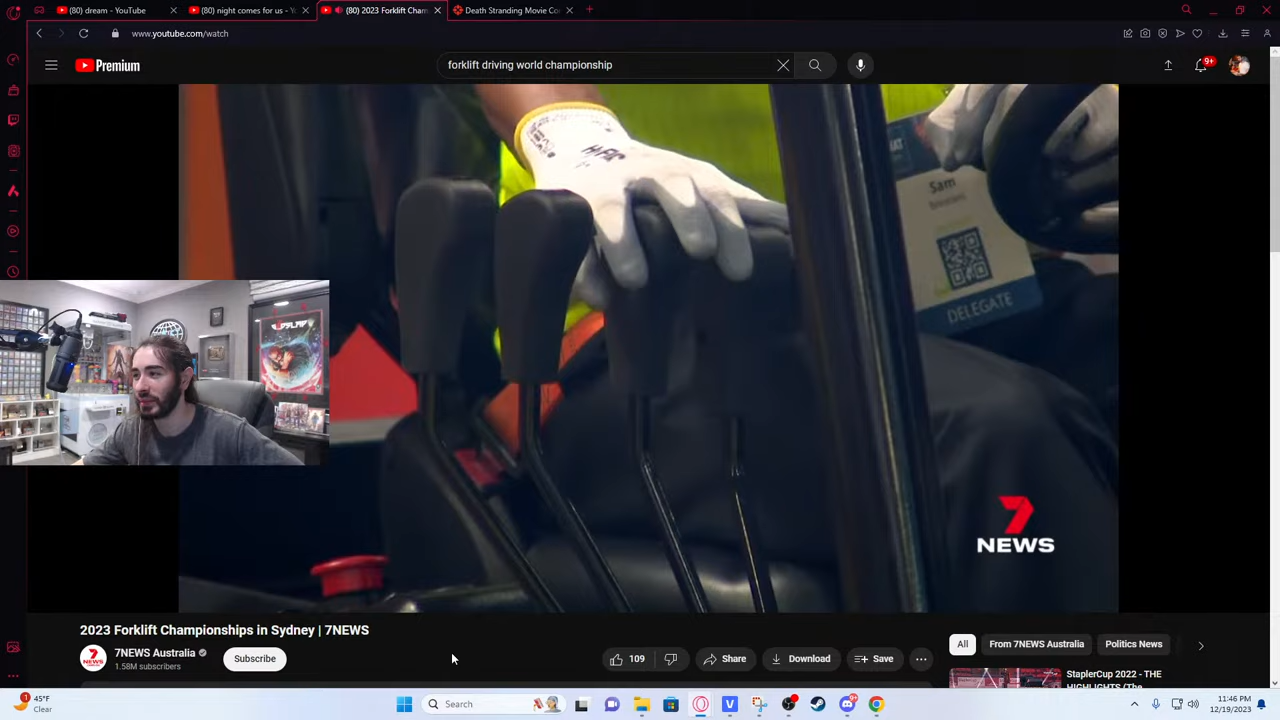 (80) dream - YouTube
(80) night comes for us - Y
(80) 2023 Forklift Cham
Death Stranding Movie Co
www.youtube.com/watch
Premium
forklift driving world championship
9+
Sam
DELEGATE
7
NEWS
2023 Forklift Championships in Sydney | 7NEWS
7NEWS Australia
1.58M subscribers
Subscribe
109
Share
Download
Save
All
From 7NEWS Australia
Politics News
StaplerCup 2022 - THE
HIGHLIGHTS (The
1
45°F
Clear
Search
9+
11:46 PM
12/19/2023